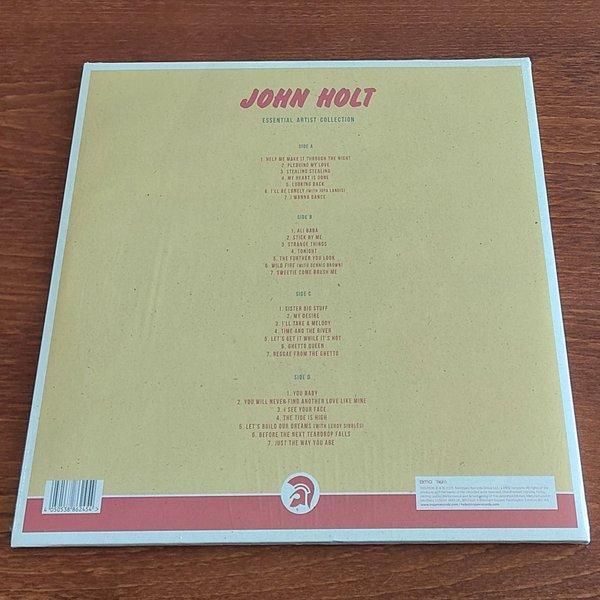 JOHN HOLT
ESSENTIAL ARTIST COLLECTION
SIDE A
1. HELP ME MAKE IT THROUGH THE NIGHT
2. PLEDGING MY LOVE
3. STEALING STEALING
4. MY HEART IS GONE
5. LOOKING BACK
6. I'LL BE LONELY (WITH JOYA LANDIS)
7. I WANNA DANCE
SIDE B
1. ALI BABA
2. STICK BY ME
3. STRANGE THINGS
4. TONIGHT
5. THE FURTHER YOU LOOK
6. WILD FIRE (WITH DENNIS BROWN)
7. SWEETIE COME BRUSH ME
SIDE C
1. SISTER BIG STUFF
2. MY DESIRE
3. I'LL TAKE A MELODY
4. TIME AND THE RIVER
5. LET'S GET IT WHILE IT'S HOT
6. GHETTO QUEEN
7. REGGAE FROM THE GHETTO
SIDE D
1. YOU BABY
2. YOU WILL NEVER FIND ANOTHER LOVE LIKE MINE
3. I SEE YOUR FACE
4. THE TIDE IS HIGH
5. LET'S BUILD OUR DREAMS (WITH LEROY SIBBLES)
6. BEFORE THE NEXT TEARDROP FALLS
7. JUST THE WAY YOU ARE
4 050538 862454 >